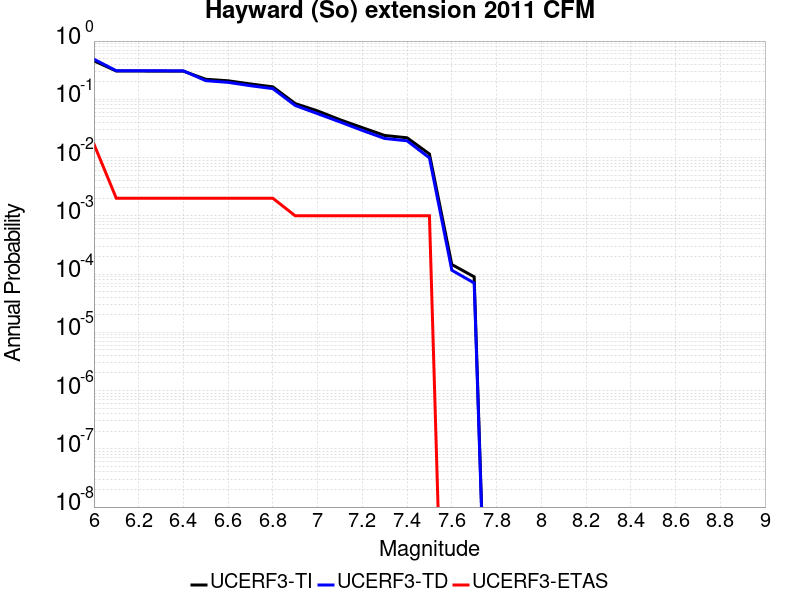 Hayward (So) extension 2011 CFM
Annual Probability
10^0
10^-1
10^-2
10^-3
10^-4
10^-5
10^-6
10^-7
10^-8
6 6.2 6.4 6.6 6.8 7 7.2 7.4 7.6 7.8 8 8.2 8.4 8.6 8.8 9
Magnitude
UCERF3-TI UCERF3-TD UCERF3-ETAS